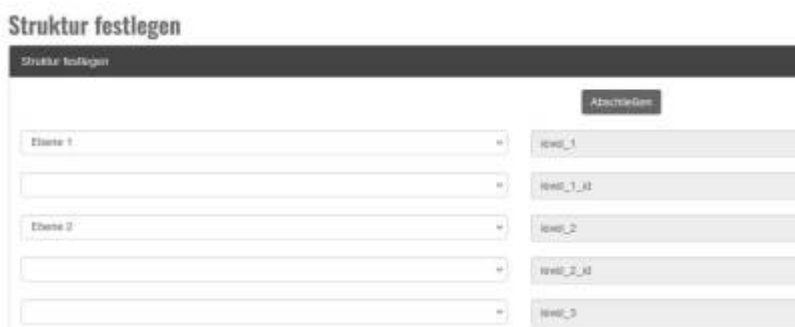 Struktur festlegen
Struktur festlegen
Abschließen
Ebene 1
level_1
level_1_id
Ebene 2
level_2
level_2_id
level_3